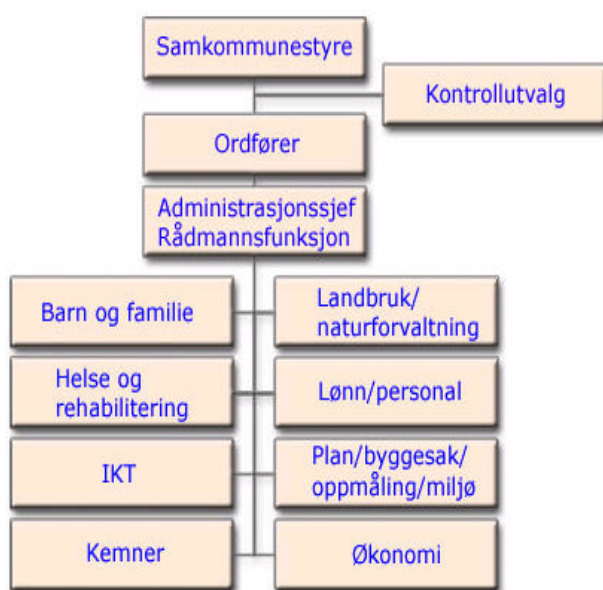 Samkommunestyre
Kontrollutvalg
Ordfører
Administrasjonssjef
Rådmannsfunksjon
Barn og familie
Landbruk/
naturforvaltning
Helse og
rehabilitering
Lønn/personal
IKT
Plan/byggesak/
oppmåling/miljø
Kemner
Økonomi